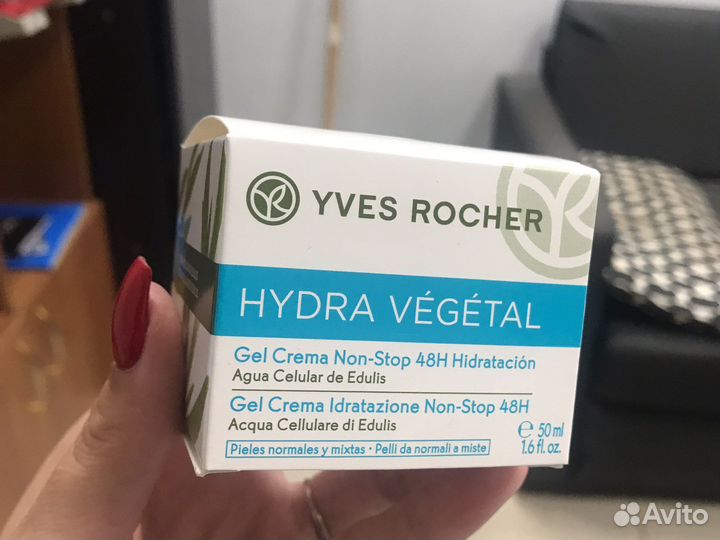 YVES ROCHER
HYDRA VÉGÉTAL
Gel Crema Non-Stop 48H Hidratación
Agua Celular de Edulis
Gel Crema Idratazione Non-Stop 48H
Acqua Cellulare di Edulis
Pieles normales y mixtas • Pelli da normali a miste
℮ 50 ml
1.6 fl. oz.
Avito